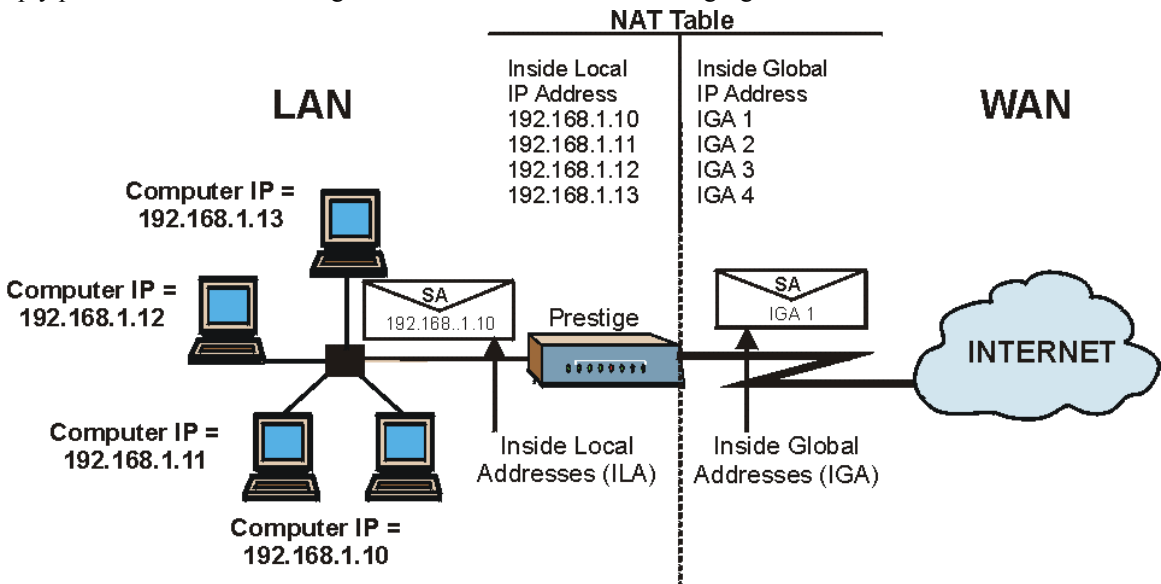 NAT Table
Inside Local
IP Address
192.168.1.10
192.168.1.11
192.168.1.12
192.168.1.13
Inside Global
IP Address
IGA 1
IGA 2
IGA 3
IGA 4
LAN
WAN
Computer IP =
192.168.1.13
Computer IP =
192.168.1.12
SA
192.168..1.10
Prestige
SA
IGA 1
INTERNET
Computer IP =
192.168.1.11
Inside Local
Addresses (ILA)
Inside Global
Addresses (IGA)
Computer IP =
192.168.1.10